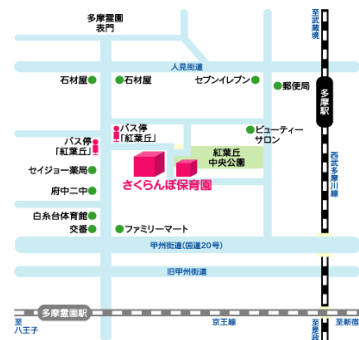 多摩霊園
表門
至武蔵境
人見街道
石材屋
石材屋
セブンイレブン
郵便局
多摩駅
バス停
「紅葉丘」
バス停
「紅葉丘」
ビューティー
サロン
紅葉丘
中央公園
西武多摩川線
セイジョー薬局
さくらんぼ保育園
府中二中
白糸台体育館
交番
ファミリーマート
甲州街道(国道20号)
旧甲州街道
多摩霊園駅
至
八王子
京王線
至是政
至新宿